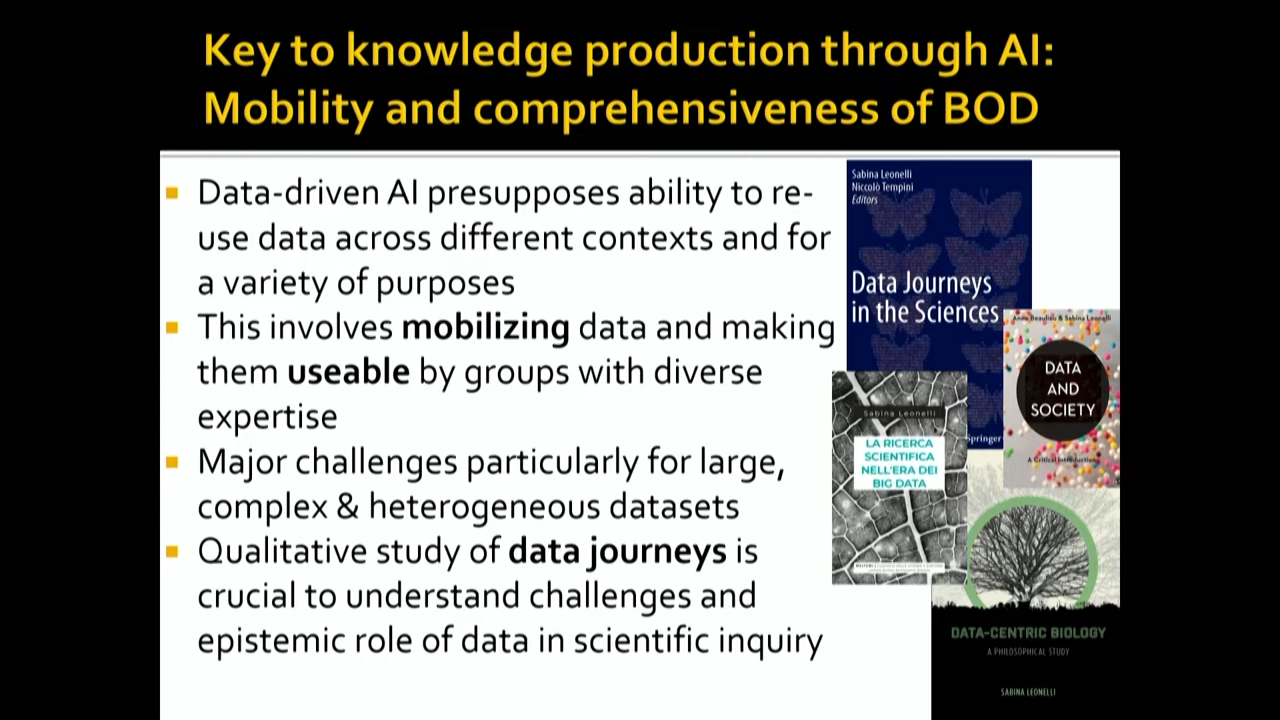 Key to knowledge production through AI:
Mobility and comprehensiveness of BOD
Data-driven AI presupposes ability to re-
use data across different contexts and for
a variety of purposes
This involves mobilizing data and making
them useable by groups with diverse
expertise
Major challenges particularly for large,
complex & heterogeneous datasets
Qualitative study of data journeys is
crucial to understand challenges and
epistemic role of data in scientific inquiry
Sabina Leonelli
Niccolò Tempini
Editors
Data Journeys
in the Sciences
Springer
Anne Beaulieu & Sabina Leonelli
DATA
AND
SOCIETY
A Critical Introduction
Sabina Leonelli
LA RICERCA
SCIENTIFICA
NELL'ERA DEI
BIG DATA
DATA-CENTRIC BIOLOGY
A PHILOSOPHICAL STUDY
SABINA LEONELLI